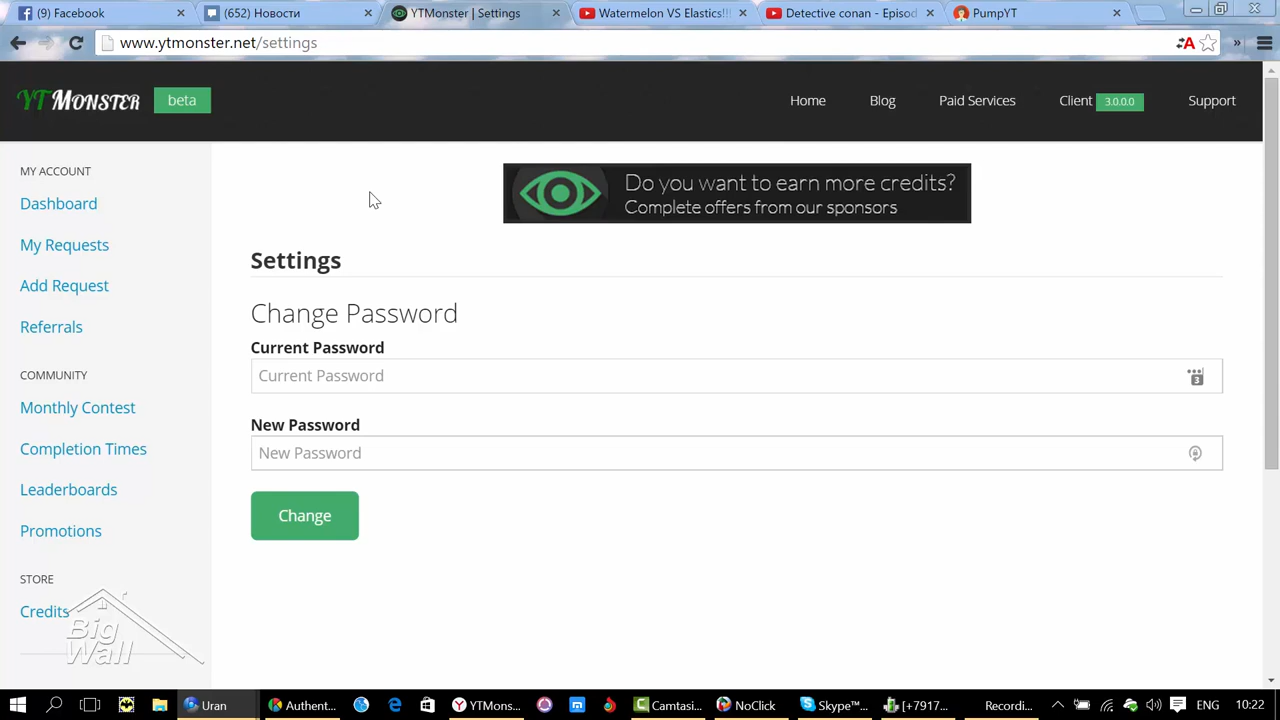 (9) Facebook
(652) Новости
YTMonster | Settings
Watermelon VS Elastics!!
Detective conan - Episod
PumpYT
www.ytmonster.net/settings
YTMonster beta
Home
Blog
Paid Services
Client 3.0.0.0
Support
MY ACCOUNT
Dashboard
My Requests
Add Request
Referrals
COMMUNITY
Monthly Contest
Completion Times
Leaderboards
Promotions
STORE
Credits
Big
Wall
Do you want to earn more credits?
Complete offers from our sponsors
Settings
Change Password
Current Password
Current Password
New Password
New Password
Change
Uran
Authent...
YTMons...
Camtasi...
NoClick
Skype™...
[+7917...
Recordi...
ENG
10:22